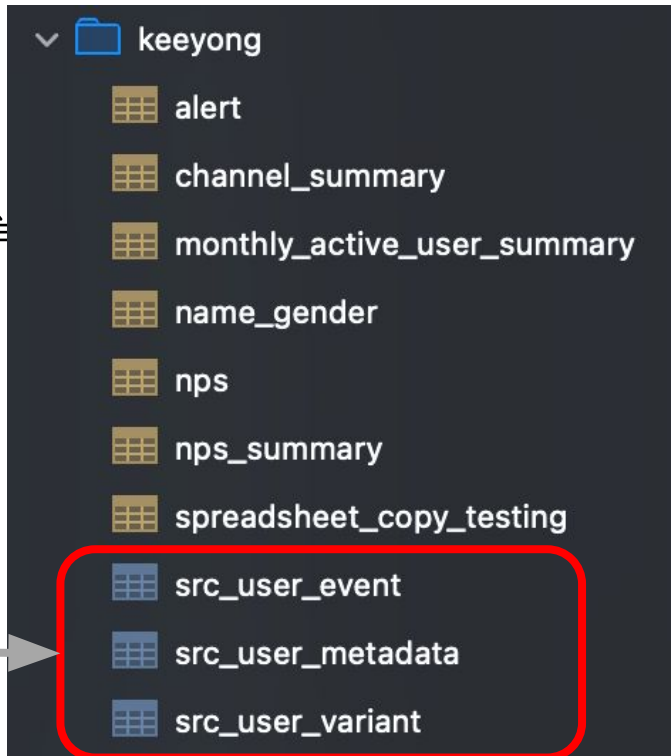 keeyong
alert
channel_summary
monthly_active_user_summary
name_gender
nps
nps_summary
spreadsheet_copy_testing
src_user_event
src_user_metadata
src_user_variant